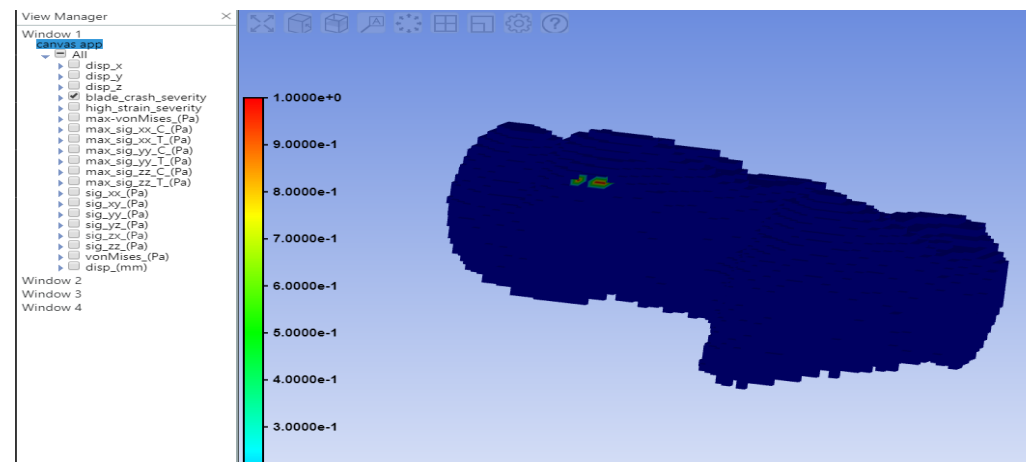 View Manager ×
Window 1
canvas app
All
disp_x
disp_y
disp_z
blade_crash_severity
high_strain_severity
max-vonMises_(Pa)
max_sig_xx_C_(Pa)
max_sig_xx_T_(Pa)
max_sig_yy_C_(Pa)
max_sig_yy_T_(Pa)
max_sig_zz_C_(Pa)
max_sig_zz_T_(Pa)
sig_xx_(Pa)
sig_xy_(Pa)
sig_yy_(Pa)
sig_yz_(Pa)
sig_zx_(Pa)
sig_zz_(Pa)
vonMises_(Pa)
disp_(mm)
Window 2
Window 3
Window 4
A
?
1.0000e+0
9.0000e-1
8.0000e-1
7.0000e-1
6.0000e-1
5.0000e-1
4.0000e-1
3.0000e-1